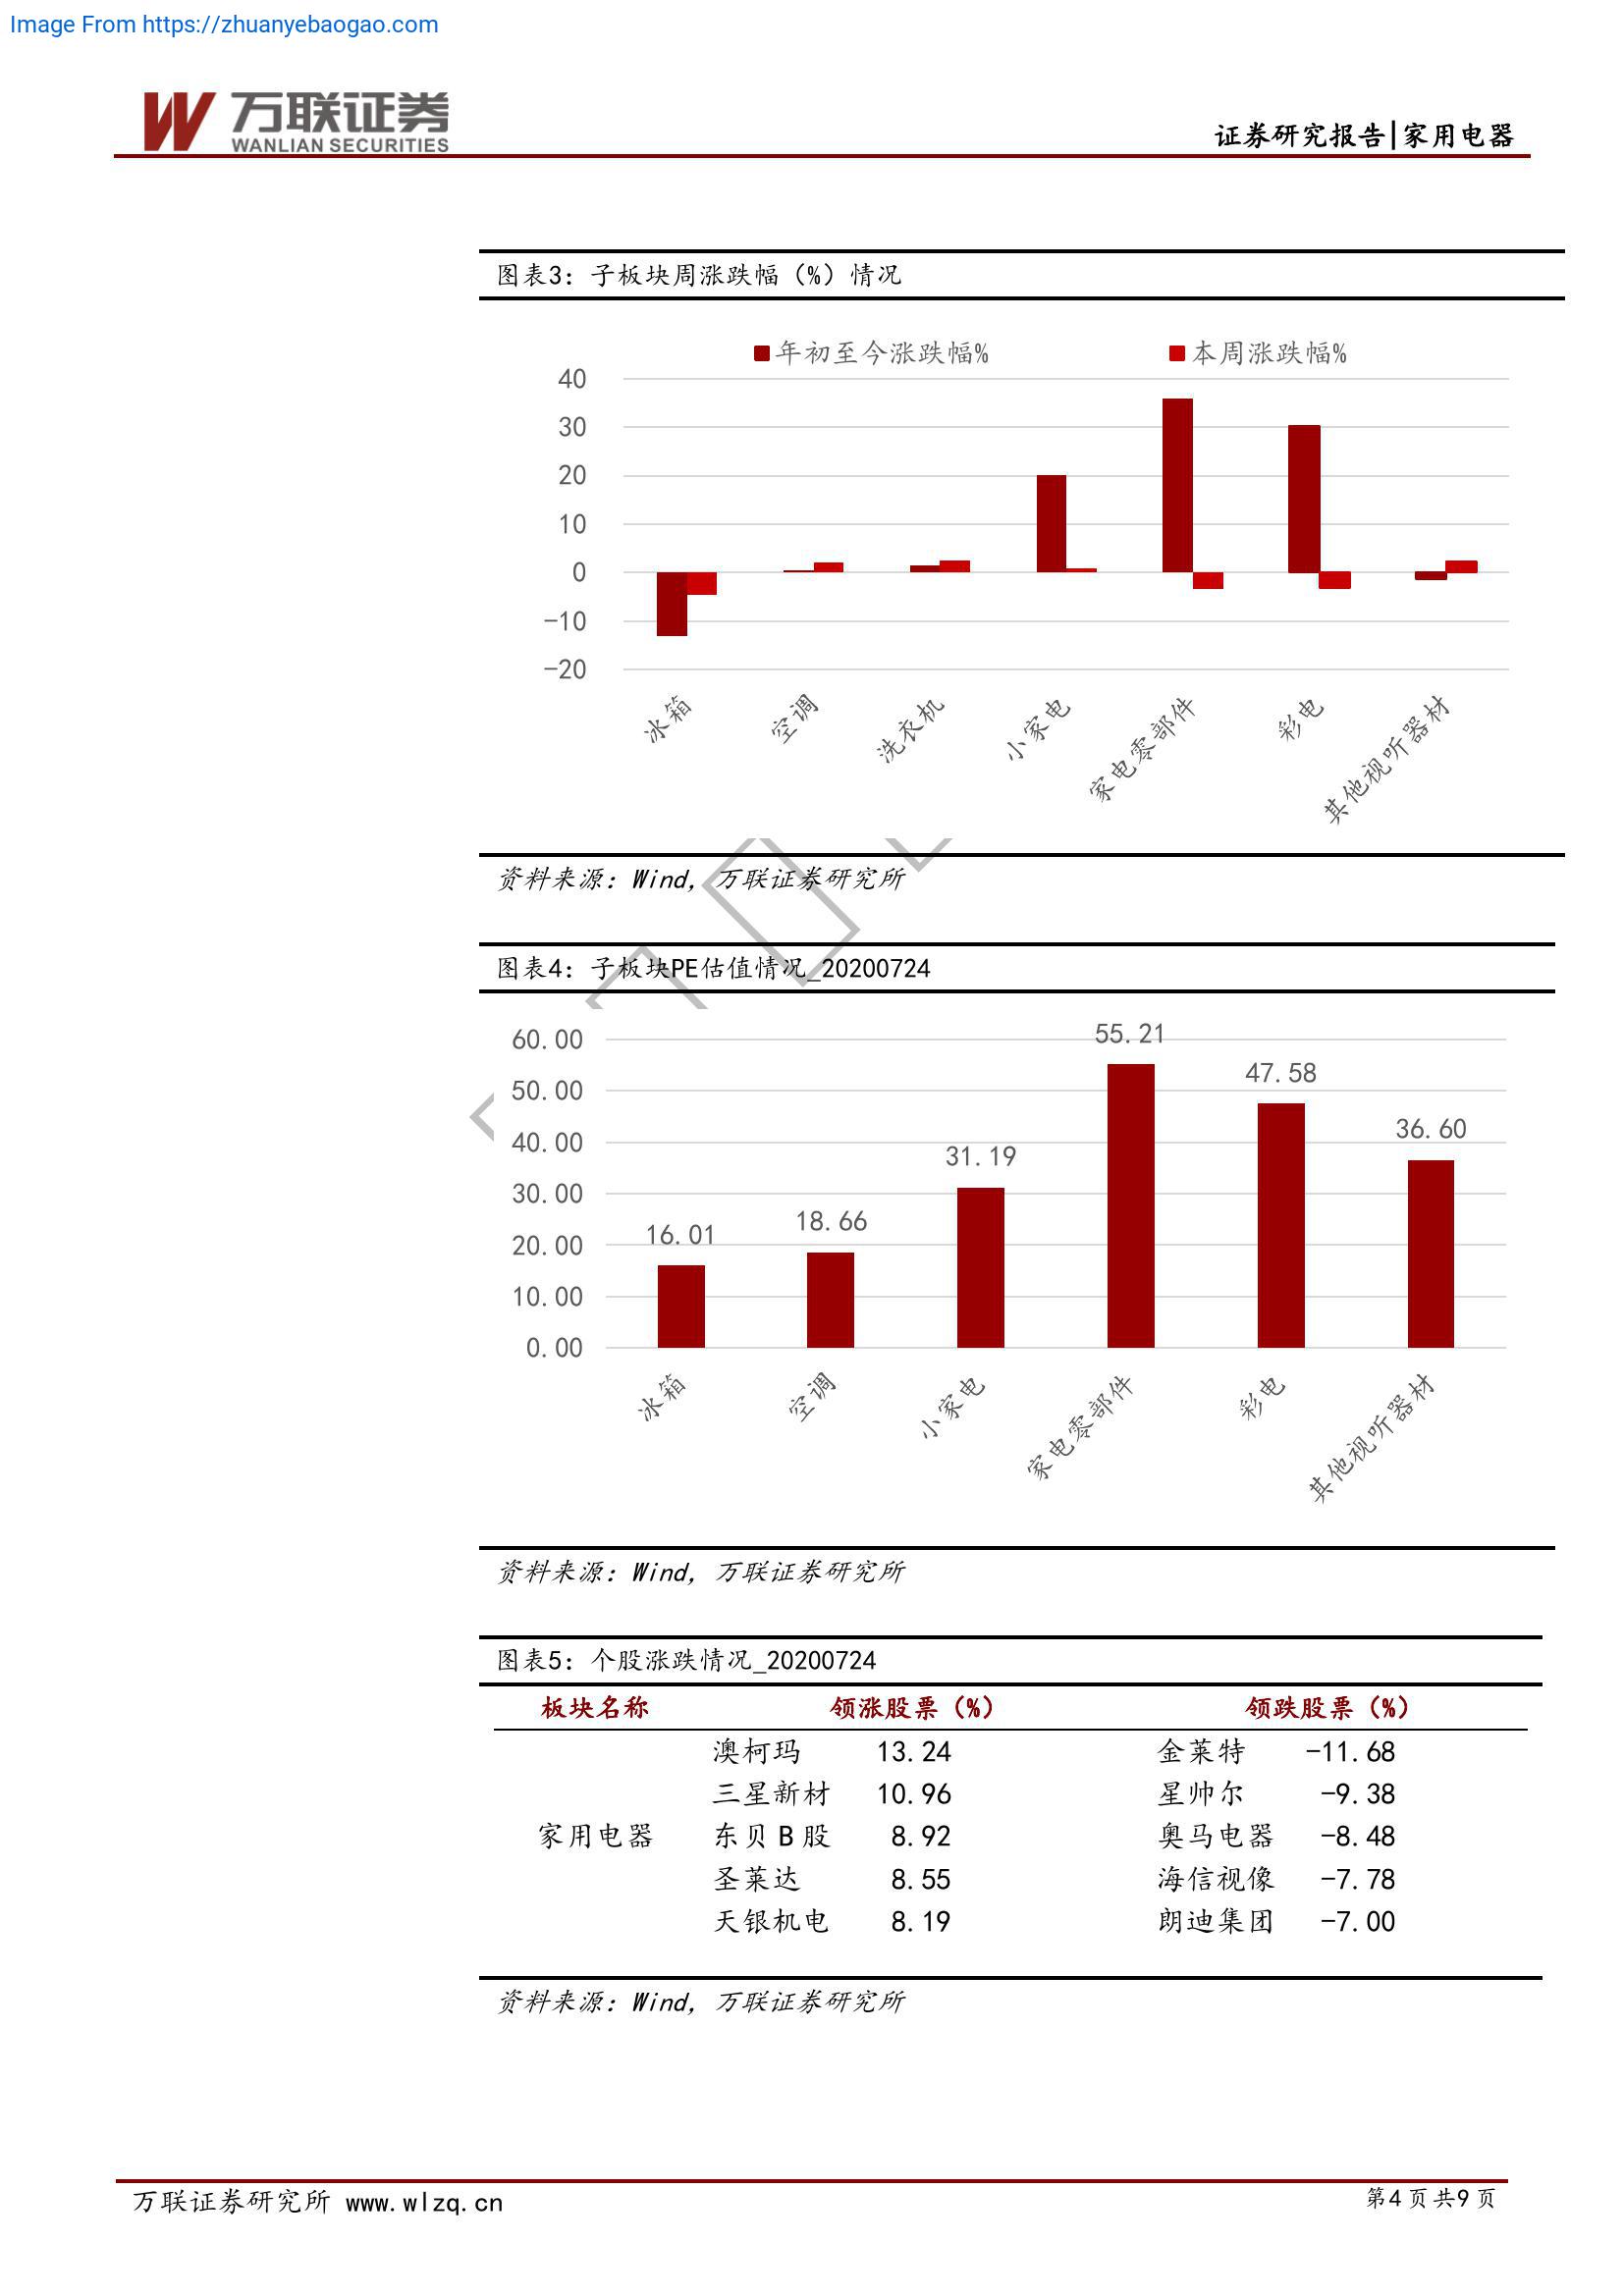 Image From https://zhuanyebaogao.com
万联证券
WANLIAN SECURITIES
证券研究报告|家用电器
图表3：子板块周涨跌幅（%）情况
年初至今涨跌幅% 本周涨跌幅%
40
30
20
10
0
-10
-20
冰箱 空调 洗衣机 小家电 家电零部件 彩电 其他视听器材
资料来源：Wind，万联证券研究所
图表4：子板块PE估值情况_20200724
60.00
50.00
40.00
30.00
20.00
10.00
0.00
16.01 18.66 31.19 55.21 47.58 36.60
冰箱 空调 小家电 家电零部件 彩电 其他视听器材
资料来源：Wind，万联证券研究所
图表5：个股涨跌情况_20200724
板块名称 领涨股票（%） 领跌股票（%）
澳柯玛 13.24 金莱特 -11.68
三星新材 10.96 星帅尔 -9.38
家用电器 东贝B股 8.92 奥马电器 -8.48
圣莱达 8.55 海信视像 -7.78
天银机电 8.19 朗迪集团 -7.00
资料来源：Wind，万联证券研究所
万联证券研究所 www.wlzq.cn 第4页共9页